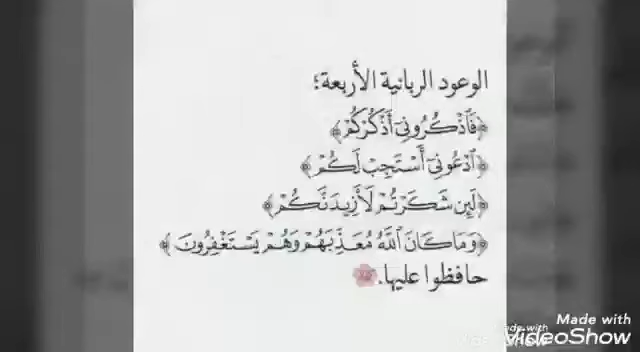 الوعود الربانية الأربعة؛
﴿فَاذْكُرُونِي أَذْكُرْكُمْ﴾
﴿ادْعُونِي أَسْتَجِبْ لَكُمْ﴾
﴿لَئِن شَكَرْتُمْ لَأَزِيدَنَّكُمْ﴾
﴿وَمَا كَانَ اللَّهُ مُعَذِّبَهُمْ وَهُمْ يَسْتَغْفِرُونَ﴾
حافظوا عليها.🌸
Made with
VideoShow